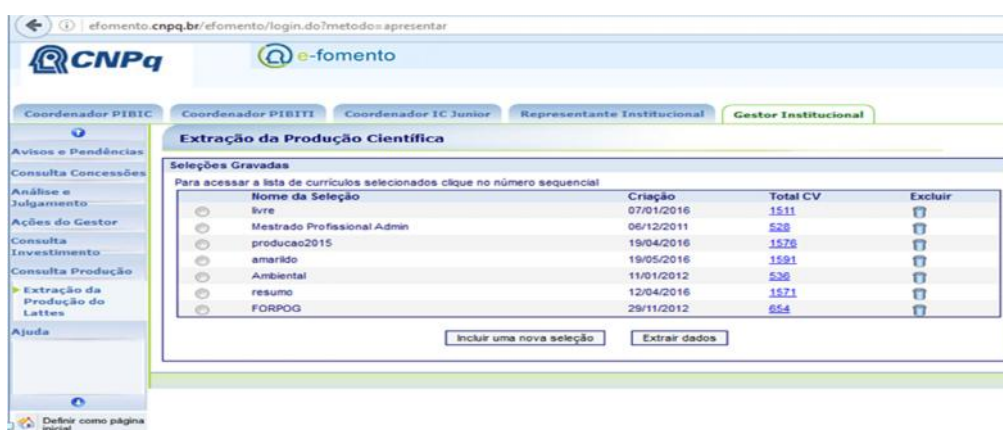 efomento.cnpq.br/efomento/login.do?metodo=apresentar
CNPq
e-fomento
Coordenador PIBIC Coordenador PIBITI Coordenador IC Junior Representante Institucional Gestor Institucional
Avisos e Pendências
Consulta Concessões
Análise e
Julgamento
Ações do Gestor
Consulta
Investimento
Consulta Produção
Extração da
Produção do
Lattes
Ajuda
Definir como página
inicial
Extração da Produção Científica
Seleções Gravadas
Para acessar a lista de currículos selecionados clique no número sequencial
Nome da Seleção Criação Total CV Excluir
livre 07/01/2016 1511
Mestrado Profissional Admin 06/12/2011 528
producao2015 19/04/2016 1576
amarildo 19/05/2016 1591
Ambiental 11/01/2012 536
resumo 12/04/2016 1571
FORPOG 29/11/2012 654
Incluir uma nova seleção Extrair dados